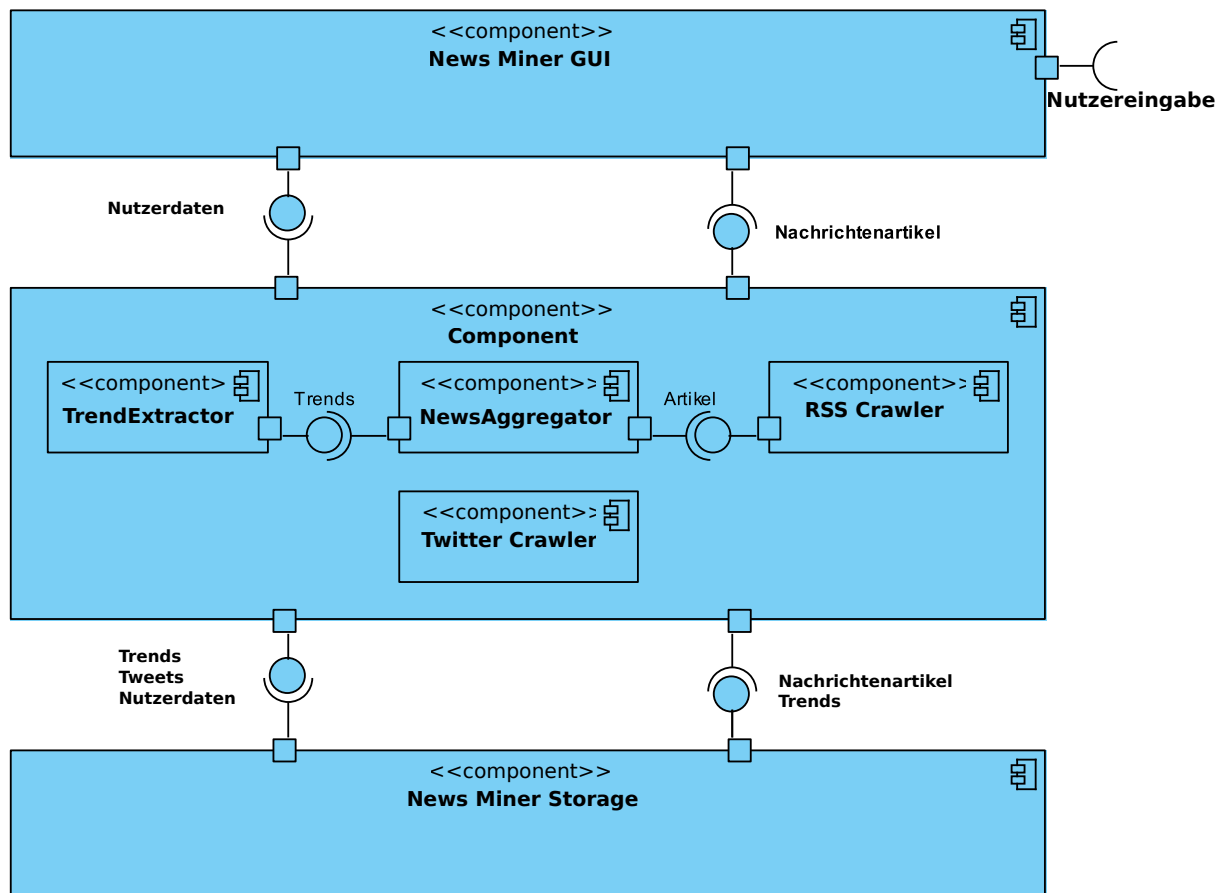 <<component>>
News Miner GUI
Nutzereingabe
Nutzerdaten
Nachrichtenartikel
<<component>>
Component
<<component>
TrendExtractor
Trends
<<component>>
NewsAggregator
Artikel
<<component>
RSS Crawler
<<component>>
Twitter Crawler
Trends
Tweets
Nutzerdaten
Nachrichtenartikel
Trends
<<component>>
News Miner Storage